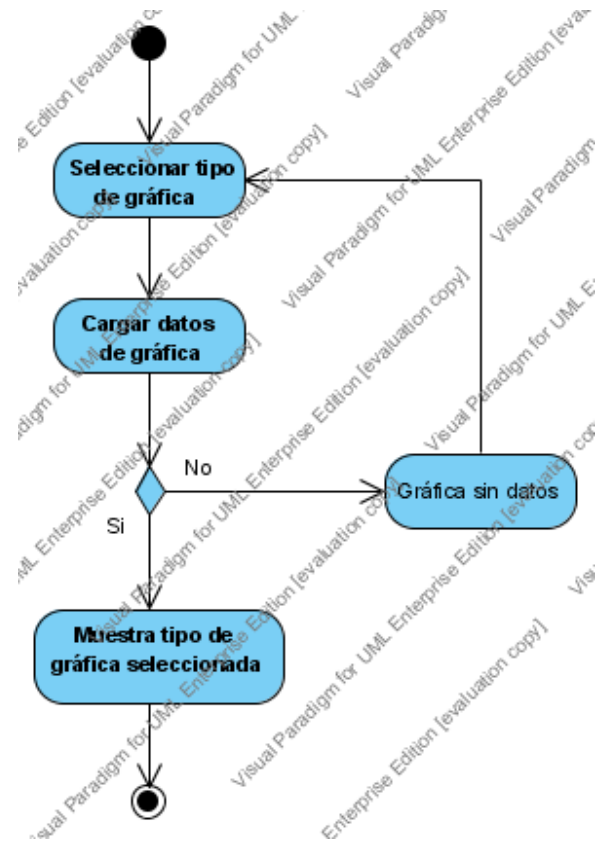 Seleccionar tipo
de gráfica
Cargar datos
de gráfica
No
Gráfica sin datos
Si
Muestra tipo de
gráfica seleccionada
Visual Paradigm for UML Enterprise Edition [evaluation copy]